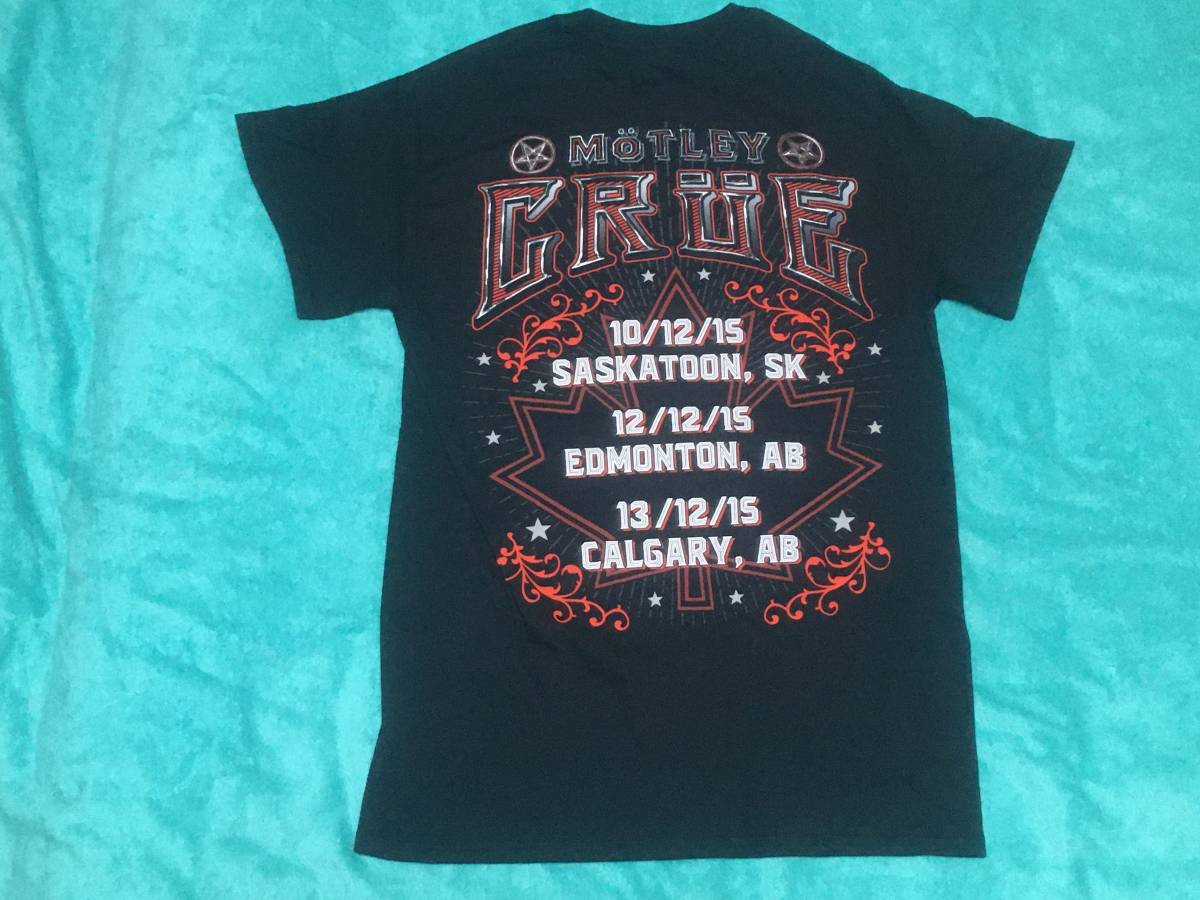 MÖTLEY
CRÜE
10/12/15
SASKATOON, SK
12/12/15
EDMONTON, AB
13/12/15
CALGARY, AB